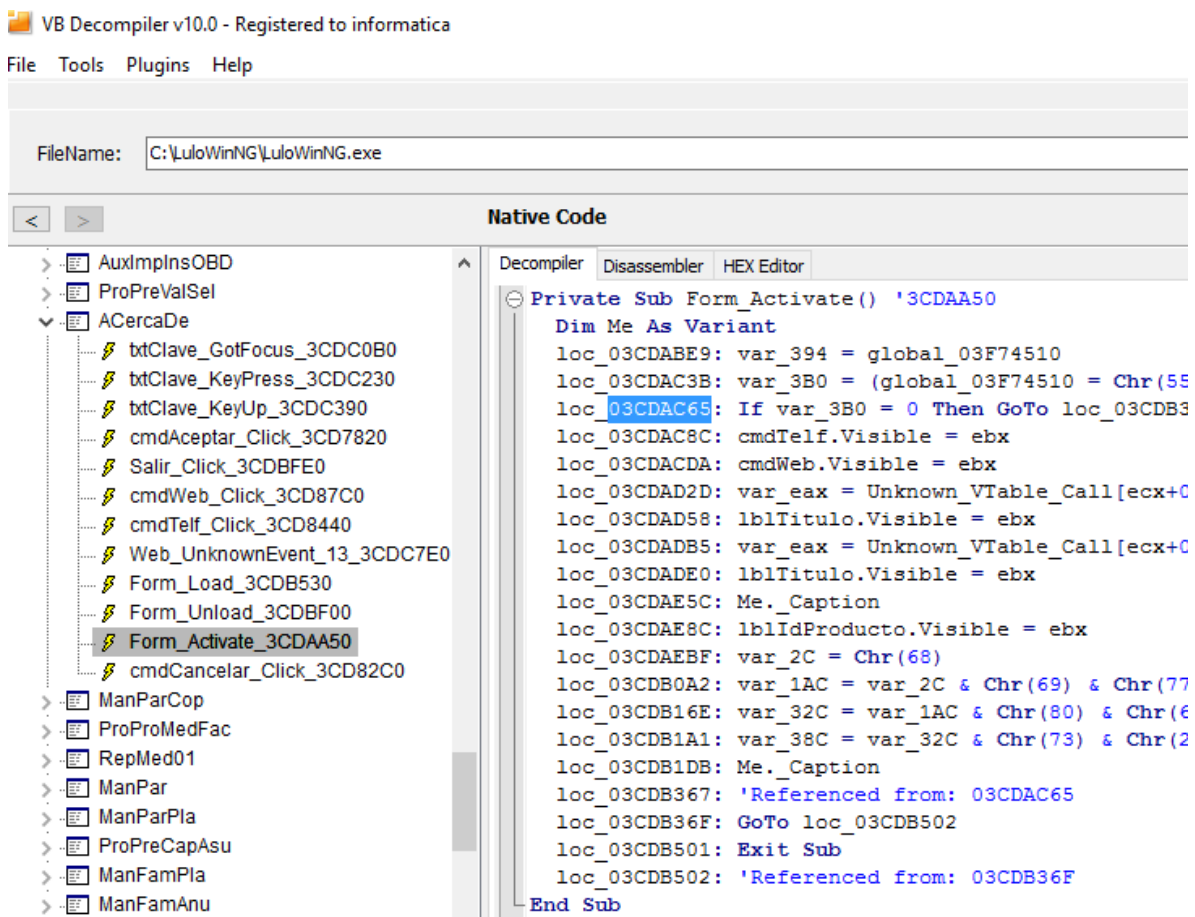 VB Decompiler v10.0 - Registered to informatica
File Tools Plugins Help
FileName: C:\LuloWinNG\LuloWinNG.exe
< >
Native Code
AuxImpInsOBD
ProPreValSel
ACercaDe
txtClave_GotFocus_3CDC0B0
txtClave_KeyPress_3CDC230
txtClave_KeyUp_3CDC390
cmdAceptar_Click_3CD7820
Salir_Click_3CDBFE0
cmdWeb_Click_3CD87C0
cmdTelf_Click_3CD8440
Web_UnknownEvent_13_3CDC7E0
Form_Load_3CDB530
Form_Unload_3CDBF00
Form_Activate_3CDAA50
cmdCancelar_Click_3CD82C0
ManParCop
ProProMedFac
RepMed01
ManPar
ManParPla
ProPreCapAsu
ManFamPla
ManFamAnu
Decompiler Disassembler HEX Editor
Private Sub Form_Activate() '3CDAA50
Dim Me As Variant
loc_03CDABE9: var_394 = global_03F74510
loc_03CDAC3B: var_3B0 = (global_03F74510 = Chr(55
loc_03CDAC65: If var_3B0 = 0 Then GoTo loc_03CDB3
loc_03CDAC8C: cmdTelf.Visible = ebx
loc_03CDACDA: cmdWeb.Visible = ebx
loc_03CDAD2D: var_eax = Unknown_VTable_Call[ecx+0
loc_03CDAD58: lblTitulo.Visible = ebx
loc_03CDADB5: var_eax = Unknown_VTable_Call[ecx+0
loc_03CDADE0: lblTitulo.Visible = ebx
loc_03CDAE5C: Me._Caption
loc_03CDAE8C: lblIdProducto.Visible = ebx
loc_03CDAEBF: var_2C = Chr(68)
loc_03CDB0A2: var_1AC = var_2C & Chr(69) & Chr(77
loc_03CDB16E: var_32C = var_1AC & Chr(80) & Chr(6
loc_03CDB1A1: var_38C = var_32C & Chr(73) & Chr(2
loc_03CDB1DB: Me._Caption
loc_03CDB367: 'Referenced from: 03CDAC65
loc_03CDB36F: GoTo loc_03CDB502
loc_03CDB501: Exit Sub
loc_03CDB502: 'Referenced from: 03CDB36F
End Sub